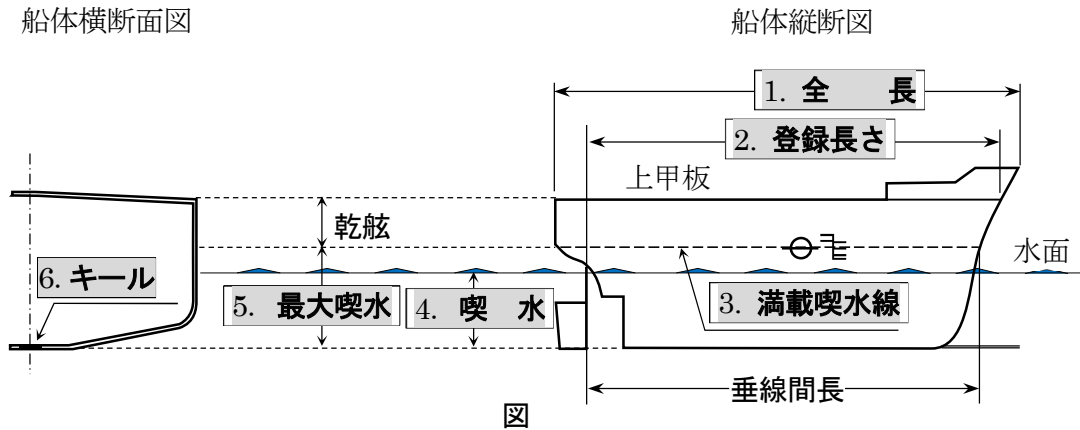 船体横断面図
船体縦断図
1. 全 長
2. 登録長さ
上甲板
乾舷
水面
6. キール
5. 最大喫水
4. 喫 水
3. 満載喫水線
垂線間長
図